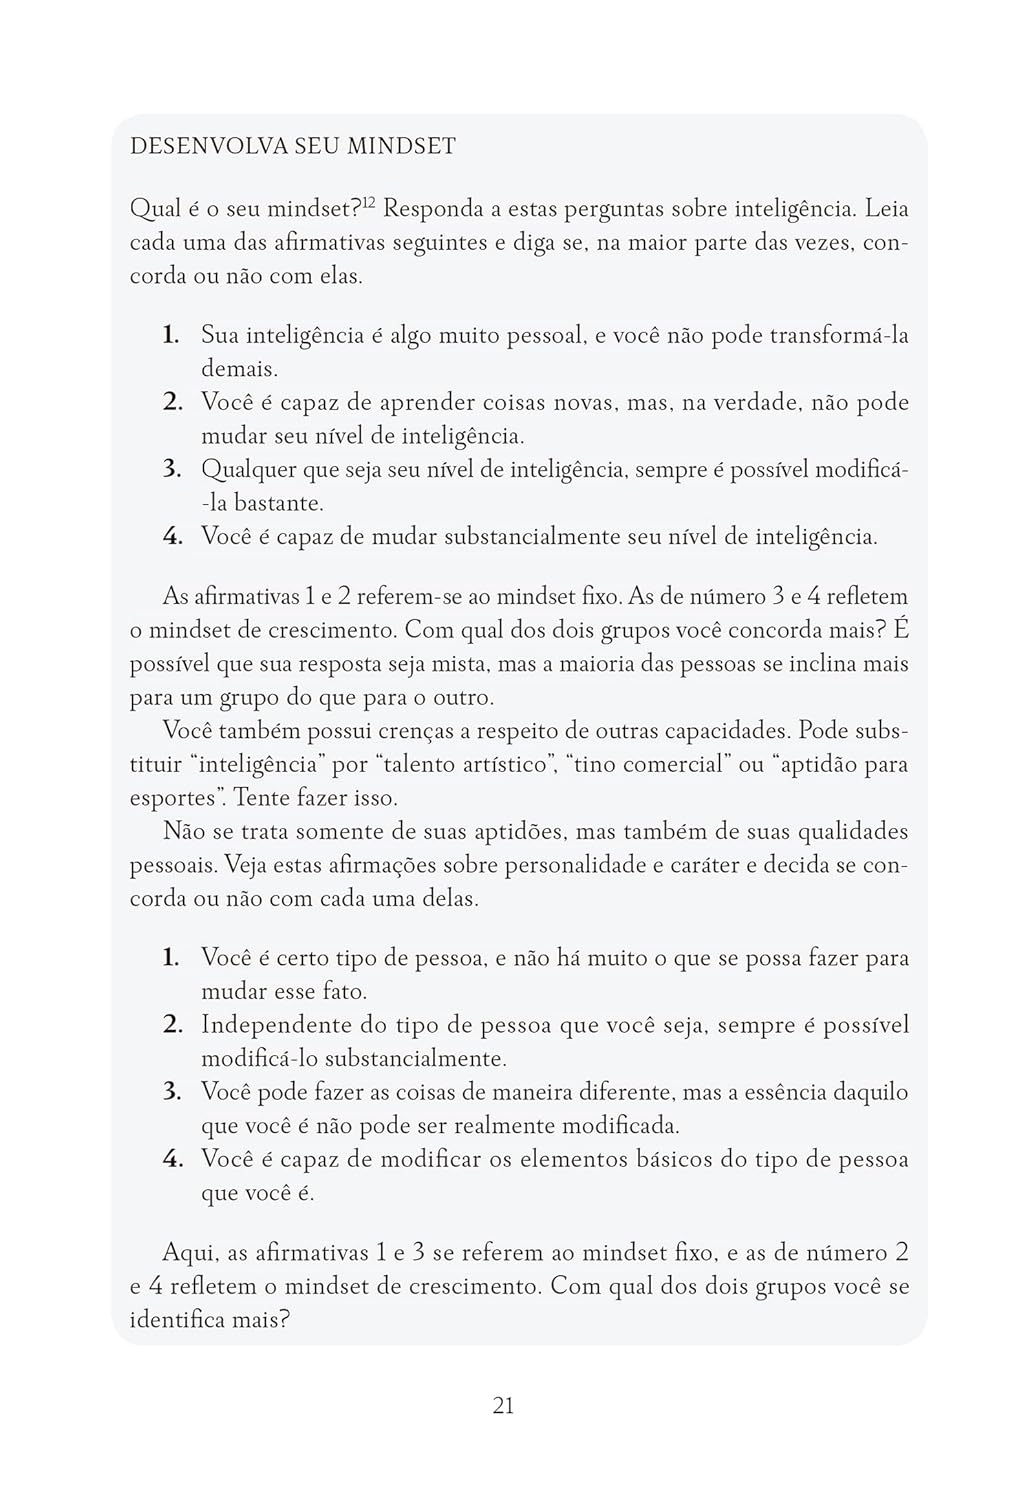 DESENVOLVA SEU MINDSET
Qual é o seu mindset?12 Responda a estas perguntas sobre inteligência. Leia
cada uma das afirmativas seguintes e diga se, na maior parte das vezes, con-
corda ou não com elas.
1. Sua inteligência é algo muito pessoal, e você não pode transformá-la
demais.
2. Você é capaz de aprender coisas novas, mas, na verdade, não pode
mudar seu nível de inteligência.
3. Qualquer que seja seu nível de inteligência, sempre é possível modificá-
-la bastante.
4. Você é capaz de mudar substancialmente seu nível de inteligência.
As afirmativas 1 e 2 referem-se ao mindset fixo. As de número 3 e 4 refletem
o mindset de crescimento. Com qual dos dois grupos você concorda mais? É
possível que sua resposta seja mista, mas a maioria das pessoas se inclina mais
para um grupo do que para o outro.
Você também possui crenças a respeito de outras capacidades. Pode subs-
tituir “inteligência” por “talento artístico”, “tino comercial” ou “aptidão para
esportes”. Tente fazer isso.
Não se trata somente de suas aptidões, mas também de suas qualidades
pessoais. Veja estas afirmações sobre personalidade e caráter e decida se con-
corda ou não com cada uma delas.
1. Você é certo tipo de pessoa, e não há muito o que se possa fazer para
mudar esse fato.
2. Independente do tipo de pessoa que você seja, sempre é possível
modificá-lo substancialmente.
3. Você pode fazer as coisas de maneira diferente, mas a essência daquilo
que você é não pode ser realmente modificada.
4. Você é capaz de modificar os elementos básicos do tipo de pessoa
que você é.
Aqui, as afirmativas 1 e 3 se referem ao mindset fixo, e as de número 2
e 4 refletem o mindset de crescimento. Com qual dos dois grupos você se
identifica mais?
21